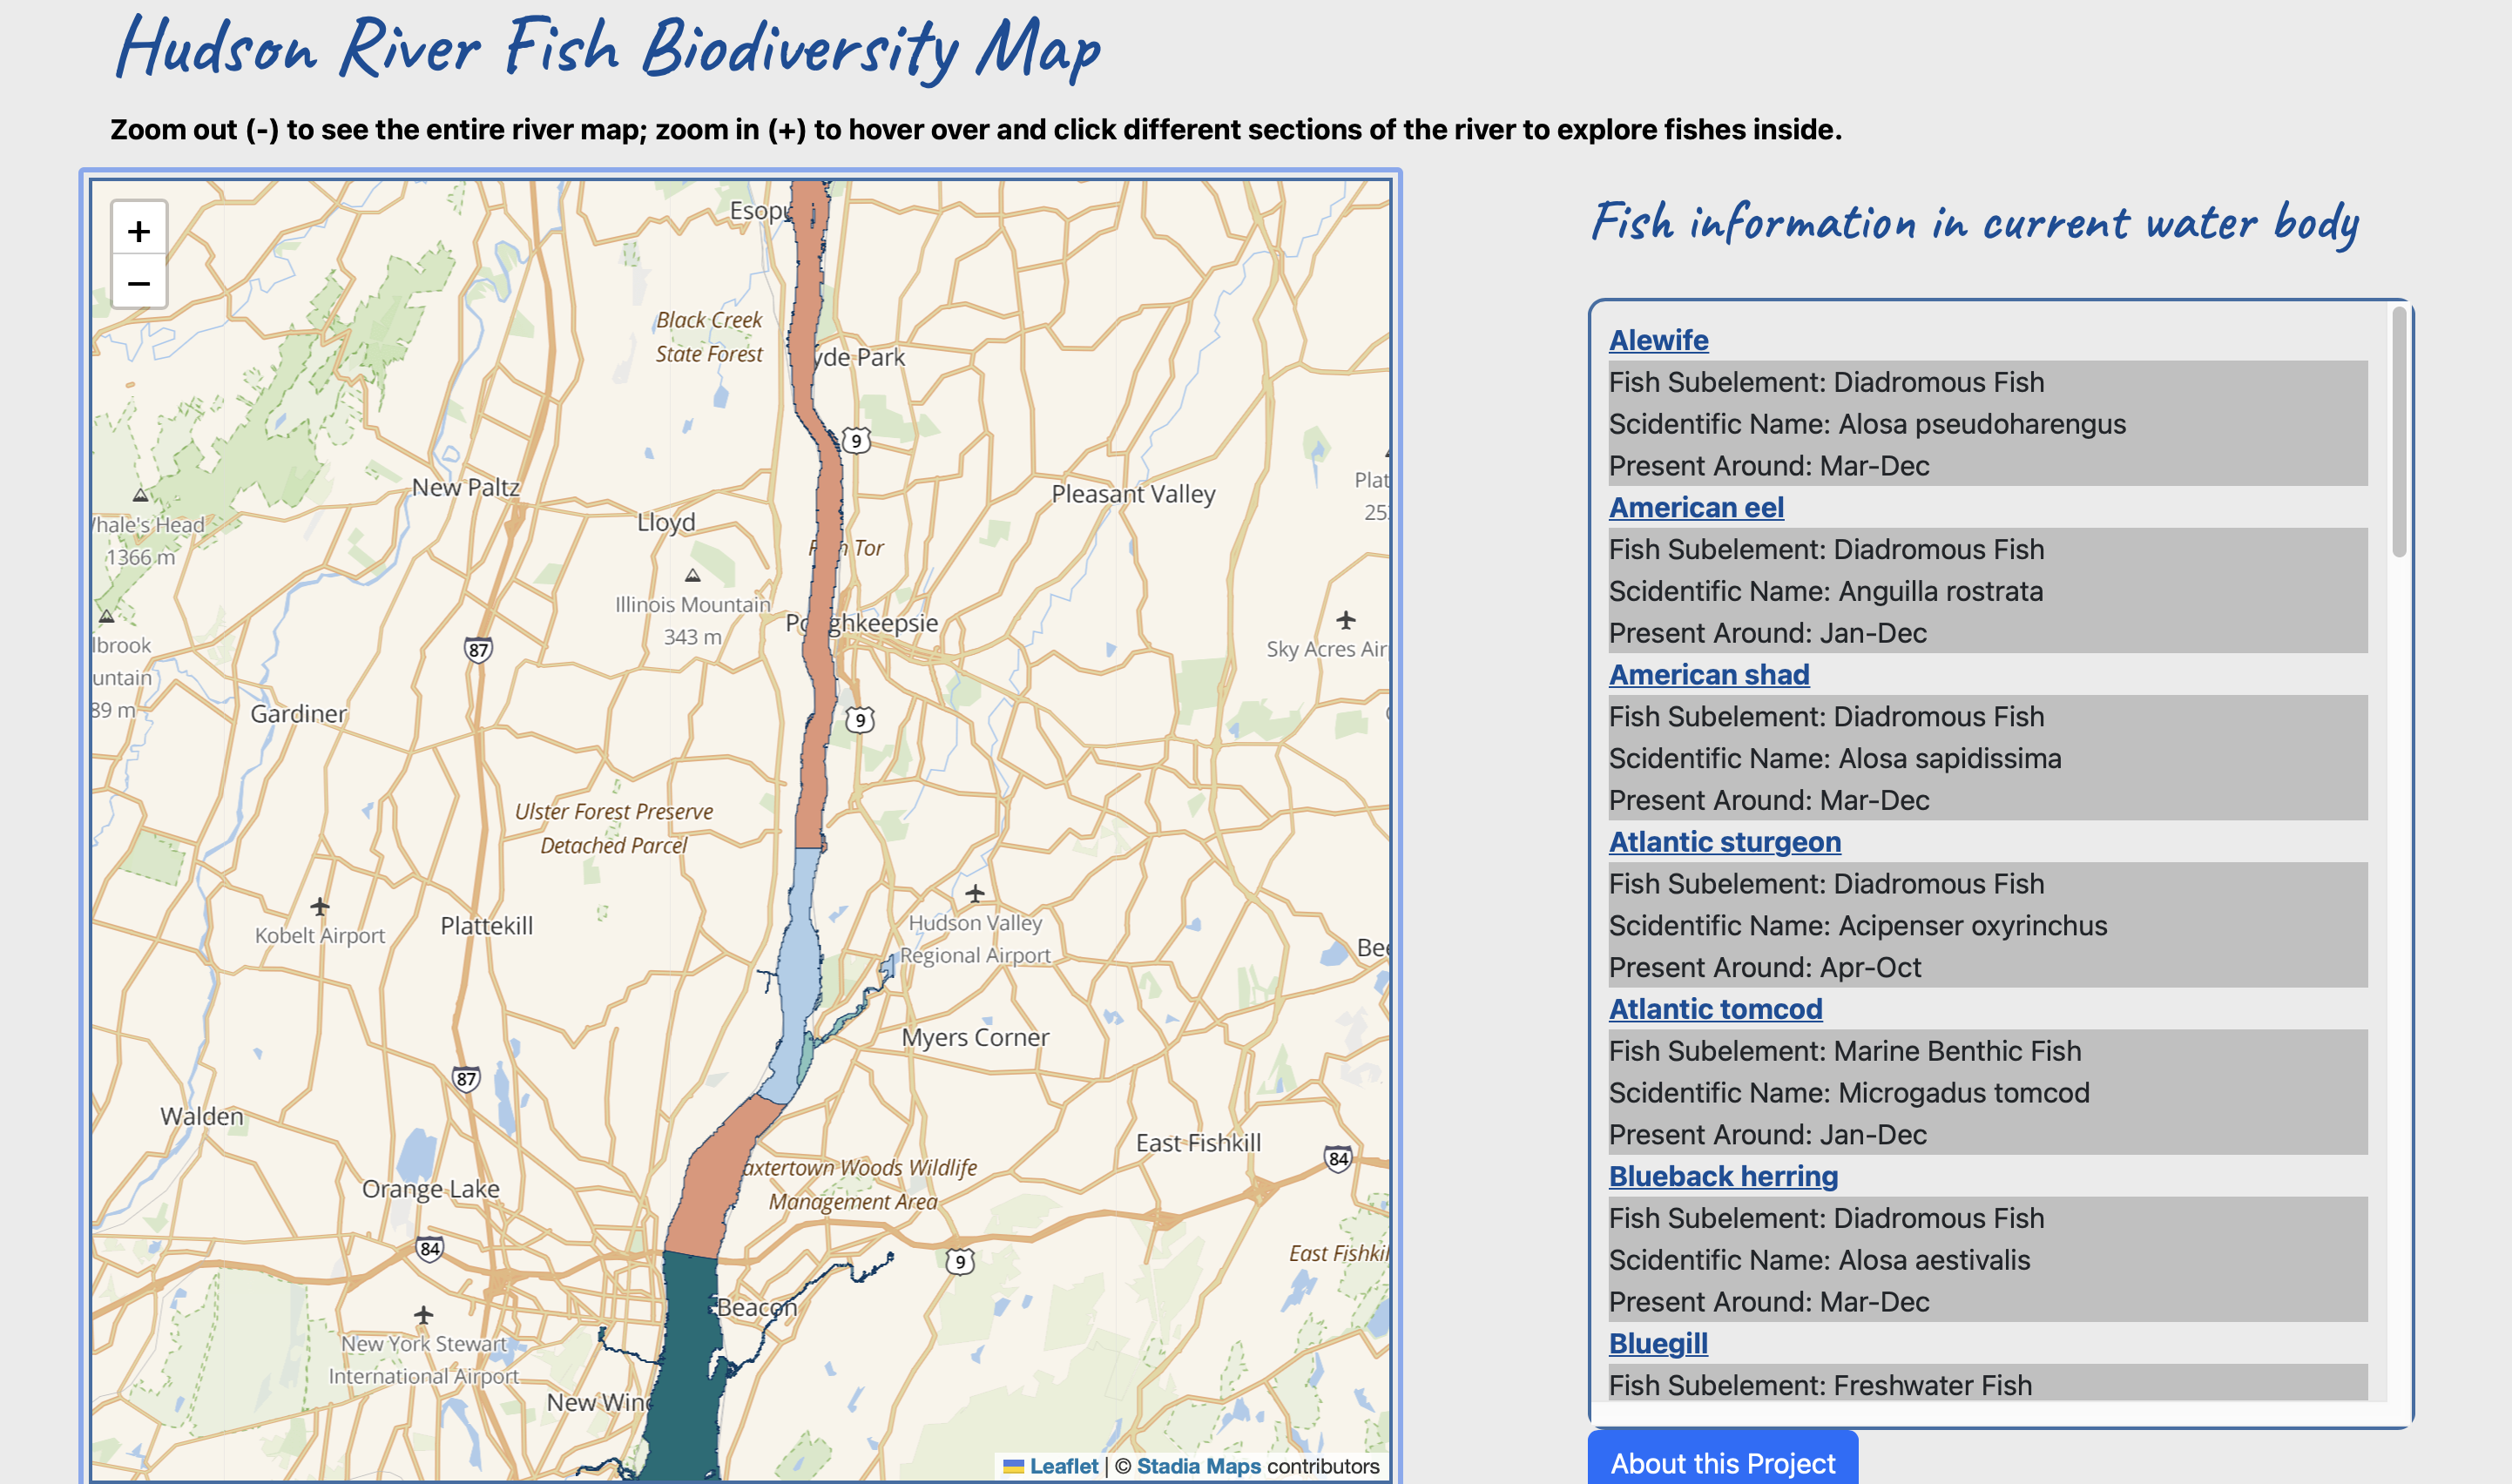 Hudson River Fish Biodiversity Map
Zoom out (-) to see the entire river map; zoom in (+) to hover over and click different sections of the river to explore fishes inside.
+
−
Esopu
Black Creek
State Forest
yde Park
9
New Paltz
Pleasant Valley
Plat
25
Lloyd
hale's Head
1366 m
Tor
Illinois Mountain
343 m
ghkeepsie
87
lbrook
untain
89 m
Sky Acres Air
Gardiner
9
Ulster Forest Preserve
Detached Parcel
Kobelt Airport
Plattekill
Hudson Valley
Regional Airport
Bee
Myers Corner
87
Walden
East Fishkill
84
axtertown Woods Wildlife
Management Area
Orange Lake
84
9
East Fishkil
Beacon
New York Stewart
International Airport
New Wind
Leaflet | © Stadia Maps contributors
Fish information in current water body
Alewife
Fish Subelement: Diadromous Fish
Scidentific Name: Alosa pseudoharengus
Present Around: Mar-Dec
American eel
Fish Subelement: Diadromous Fish
Scidentific Name: Anguilla rostrata
Present Around: Jan-Dec
American shad
Fish Subelement: Diadromous Fish
Scidentific Name: Alosa sapidissima
Present Around: Mar-Dec
Atlantic sturgeon
Fish Subelement: Diadromous Fish
Scidentific Name: Acipenser oxyrinchus
Present Around: Apr-Oct
Atlantic tomcod
Fish Subelement: Marine Benthic Fish
Scidentific Name: Microgadus tomcod
Present Around: Jan-Dec
Blueback herring
Fish Subelement: Diadromous Fish
Scidentific Name: Alosa aestivalis
Present Around: Mar-Dec
Bluegill
Fish Subelement: Freshwater Fish
About this Project